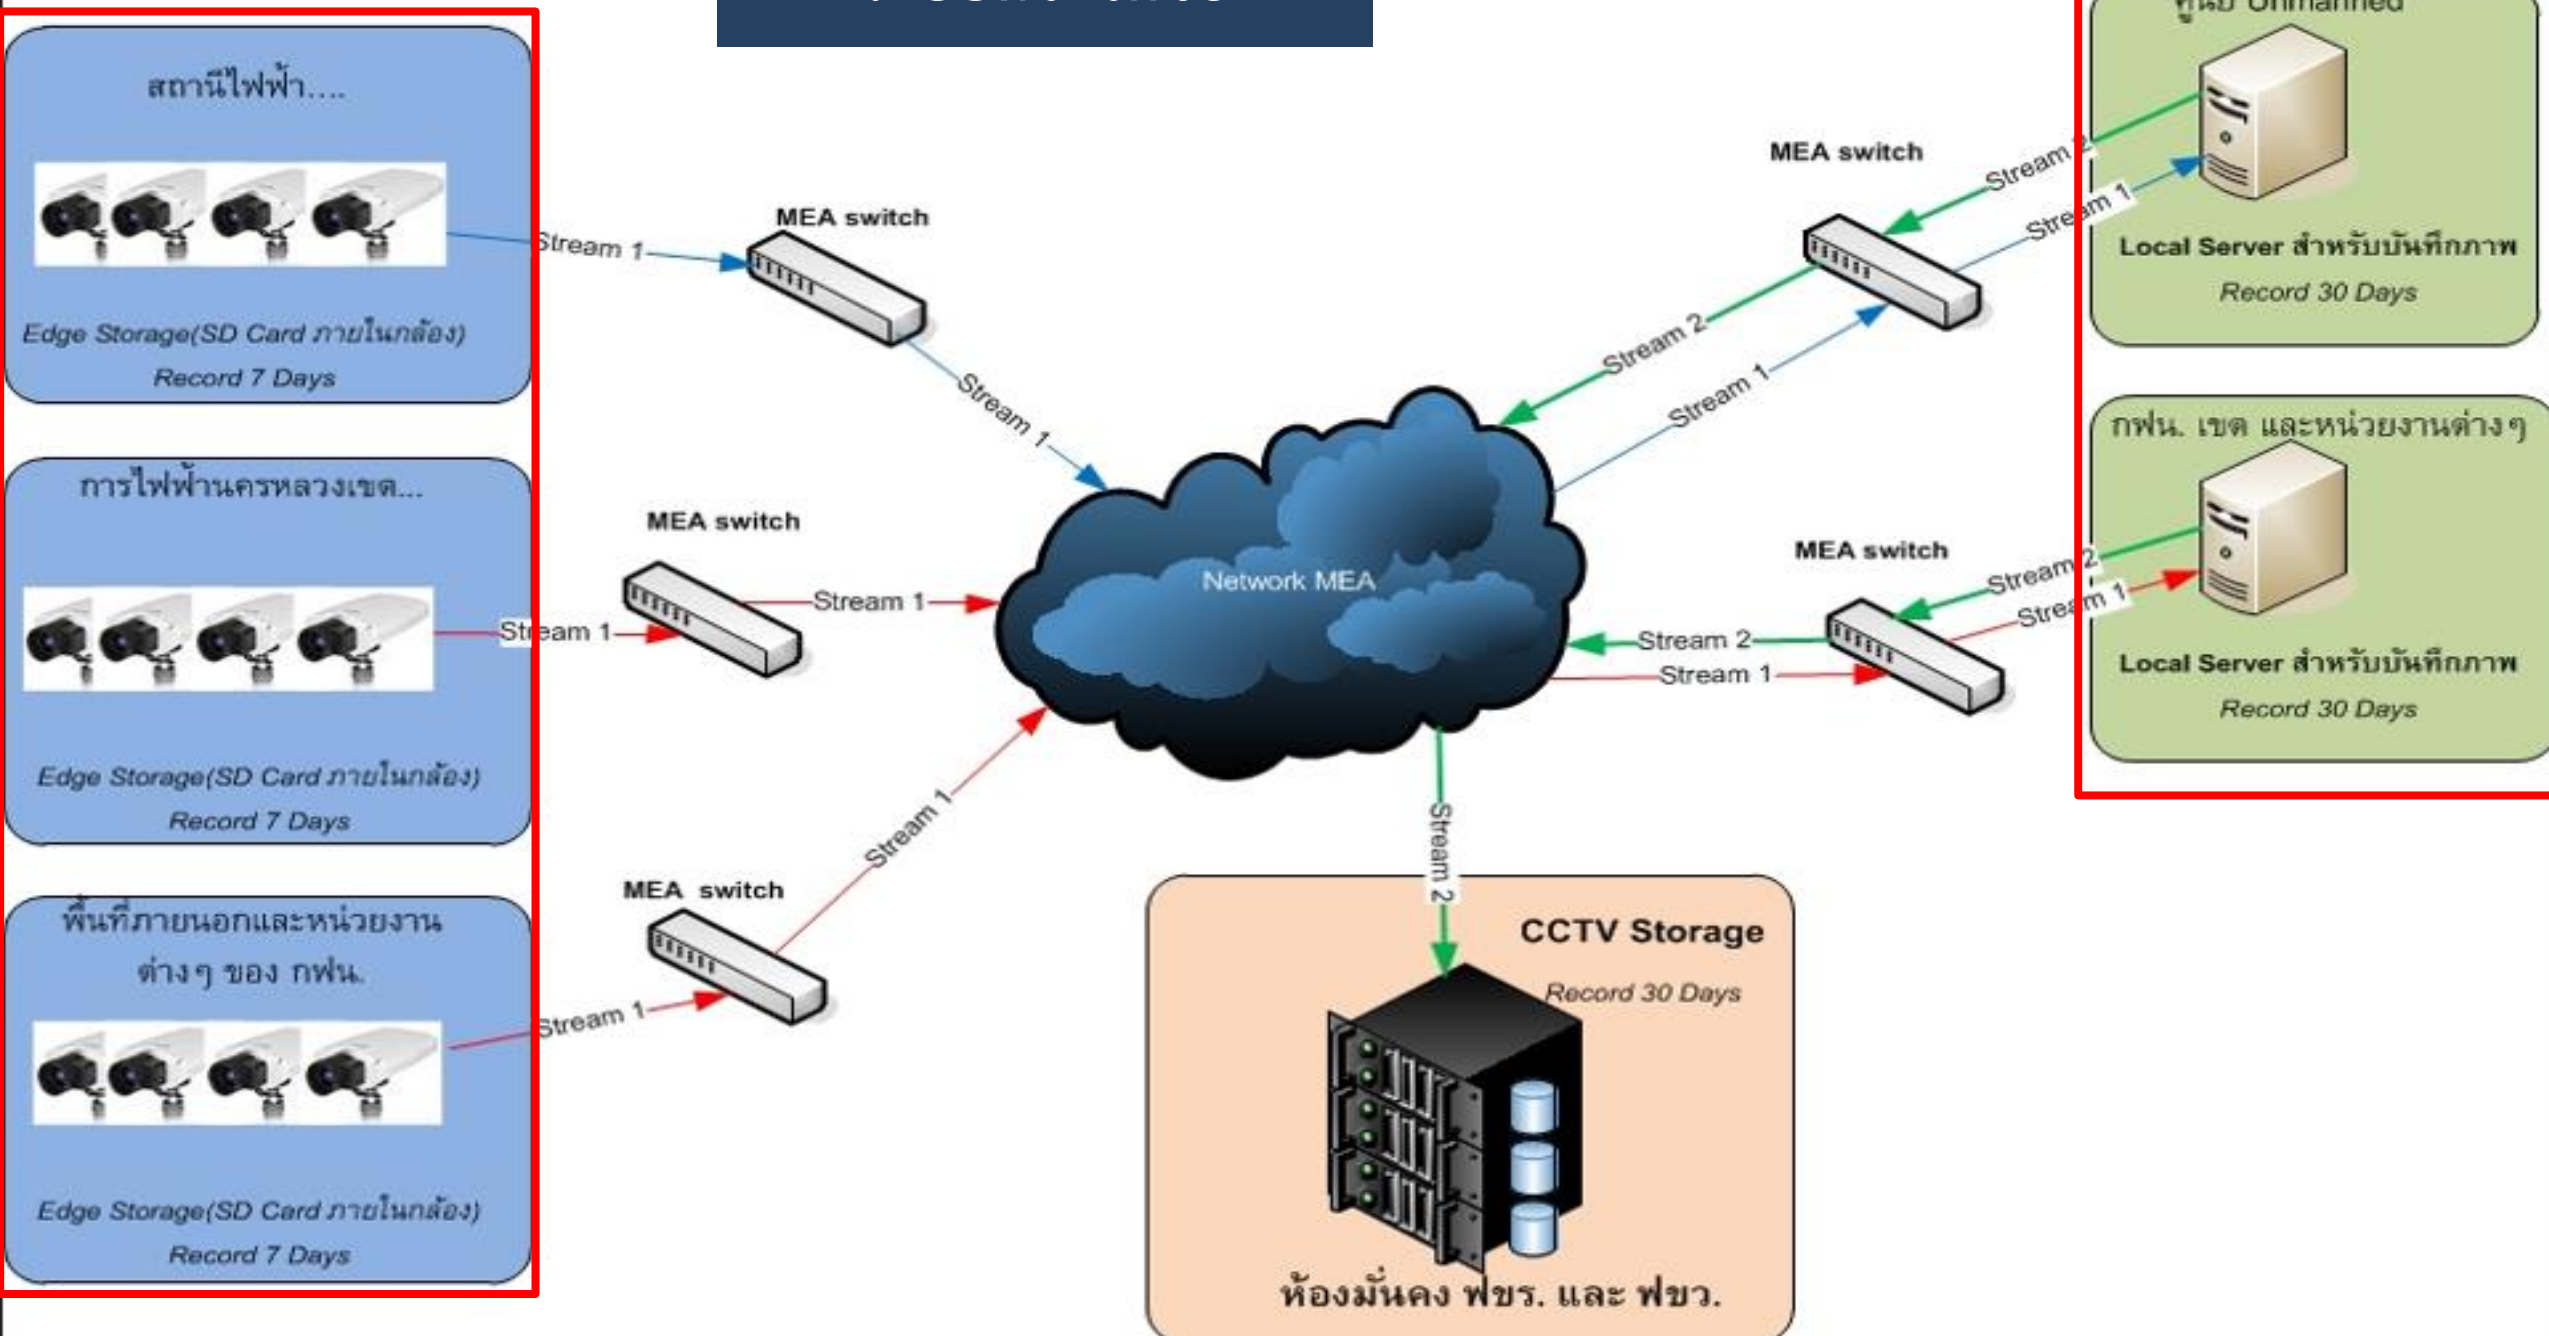 สถานีไฟฟ้า....
Edge Storage(SD Card ภายในกล้อง)
Record 7 Days
การไฟฟ้านครหลวงเขต...
Edge Storage(SD Card ภายในกล้อง)
Record 7 Days
พื้นที่ภายนอกและหน่วยงาน
ต่างๆ ของ กฟน.
Edge Storage(SD Card ภายในกล้อง)
Record 7 Days
Stream 1
MEA switch
Stream 1
MEA switch
Stream 1
Stream 1
MEA switch
Stream 1
Stream 1
Network MEA
MEA switch
Stream 2
Stream 1
Stream 2
Stream 1
MEA switch
Stream 2
Stream 1
Stream 2
Stream 1
ศูนย์ Unmanned
Local Server สำหรับบันทึกภาพ
Record 30 Days
กฟน. เขต และหน่วยงานต่างๆ
Local Server สำหรับบันทึกภาพ
Record 30 Days
Stream 2
CCTV Storage
Record 30 Days
ห้องมั่นคง ฟขร. และ ฟขว.